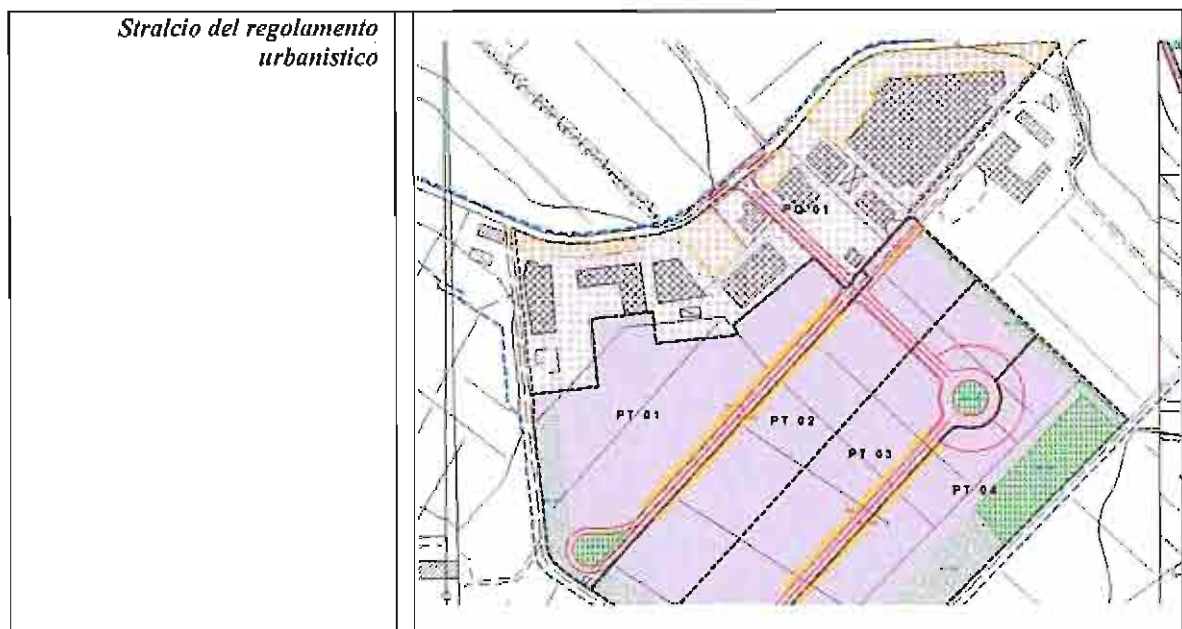 Stralcio del regolamento
urbanistico
PQ 01
PT 01
PT 02
PT 03
PT 04